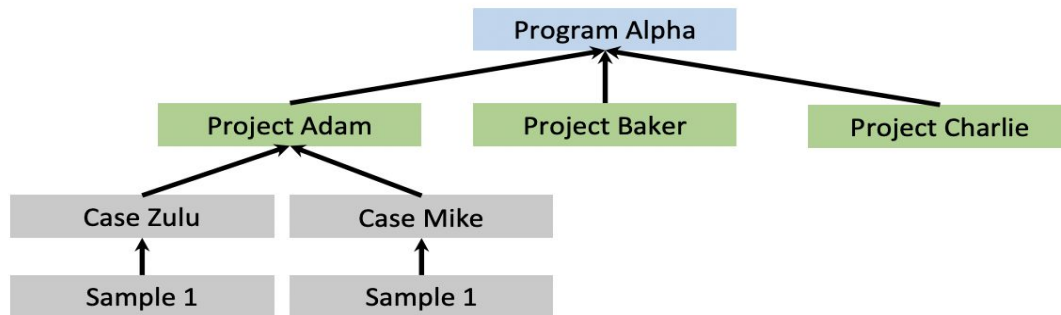 Program Alpha
Project Adam
Project Baker
Project Charlie
Case Zulu
Case Mike
Sample 1
Sample 1